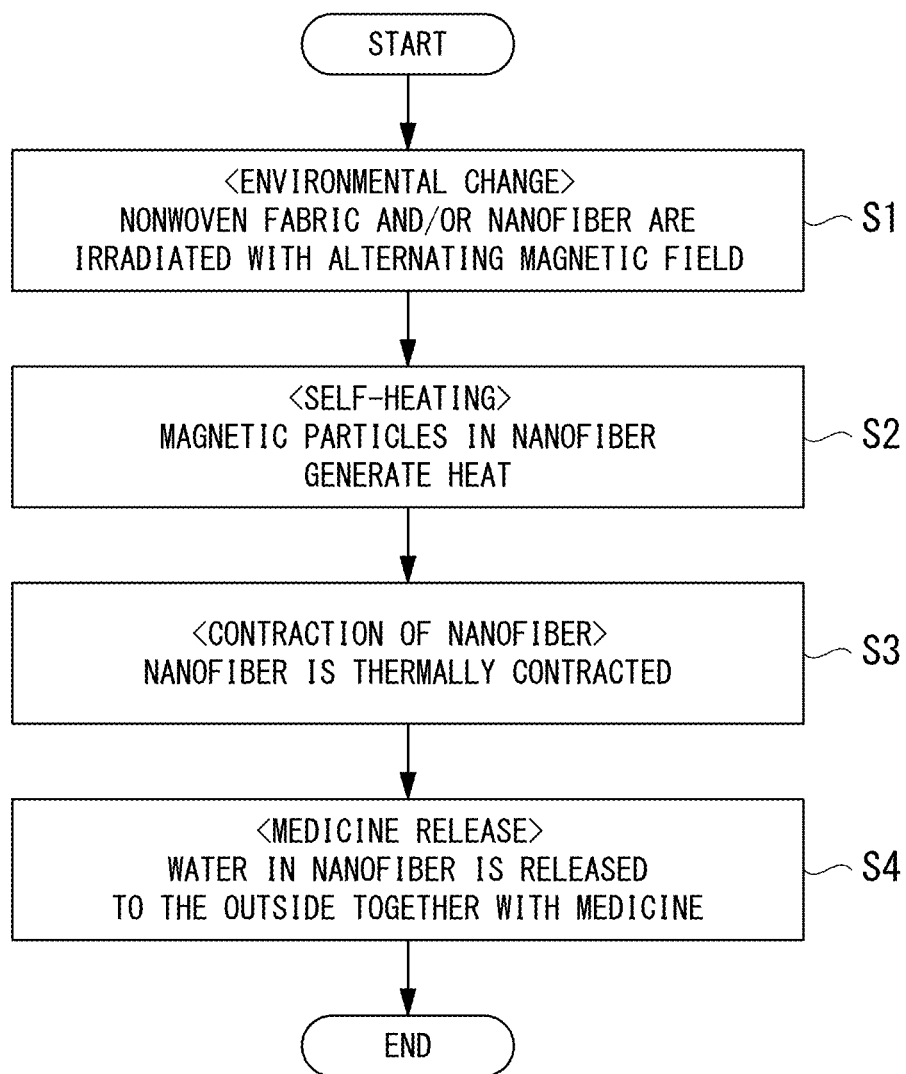 START
<ENVIRONMENTAL CHANGE>
NONWOVEN FABRIC AND/OR NANOFIBER ARE
IRRADIATED WITH ALTERNATING MAGNETIC FIELD
S1
<SELF-HEATING>
MAGNETIC PARTICLES IN NANOFIBER
GENERATE HEAT
S2
<CONTRACTION OF NANOFIBER>
NANOFIBER IS THERMALLY CONTRACTED
S3
<MEDICINE RELEASE>
WATER IN NANOFIBER IS RELEASED
TO THE OUTSIDE TOGETHER WITH MEDICINE
S4
END